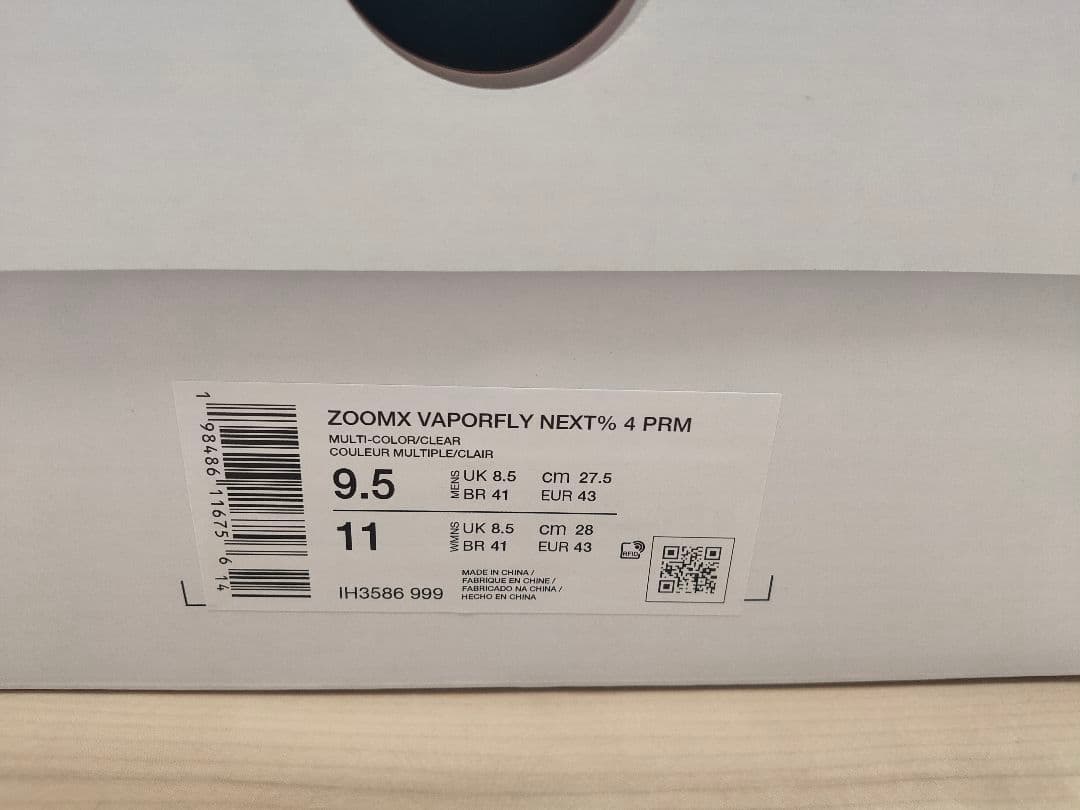 ZOOMX VAPORFLY NEXT% 4 PRM
MULTI-COLOR/CLEAR
COULEUR MULTIPLE/CLAIR
9.5 MENS UK 8.5 cm 27.5
BR 41 EUR 43
11 WMNS UK 8.5 cm 28
BR 41 EUR 43
RFID
IH3586 999
MADE IN CHINA /
FABRIQUE EN CHINE /
FABRICADO NA CHINA /
HECHO EN CHINA
1 98486 11675 6 14